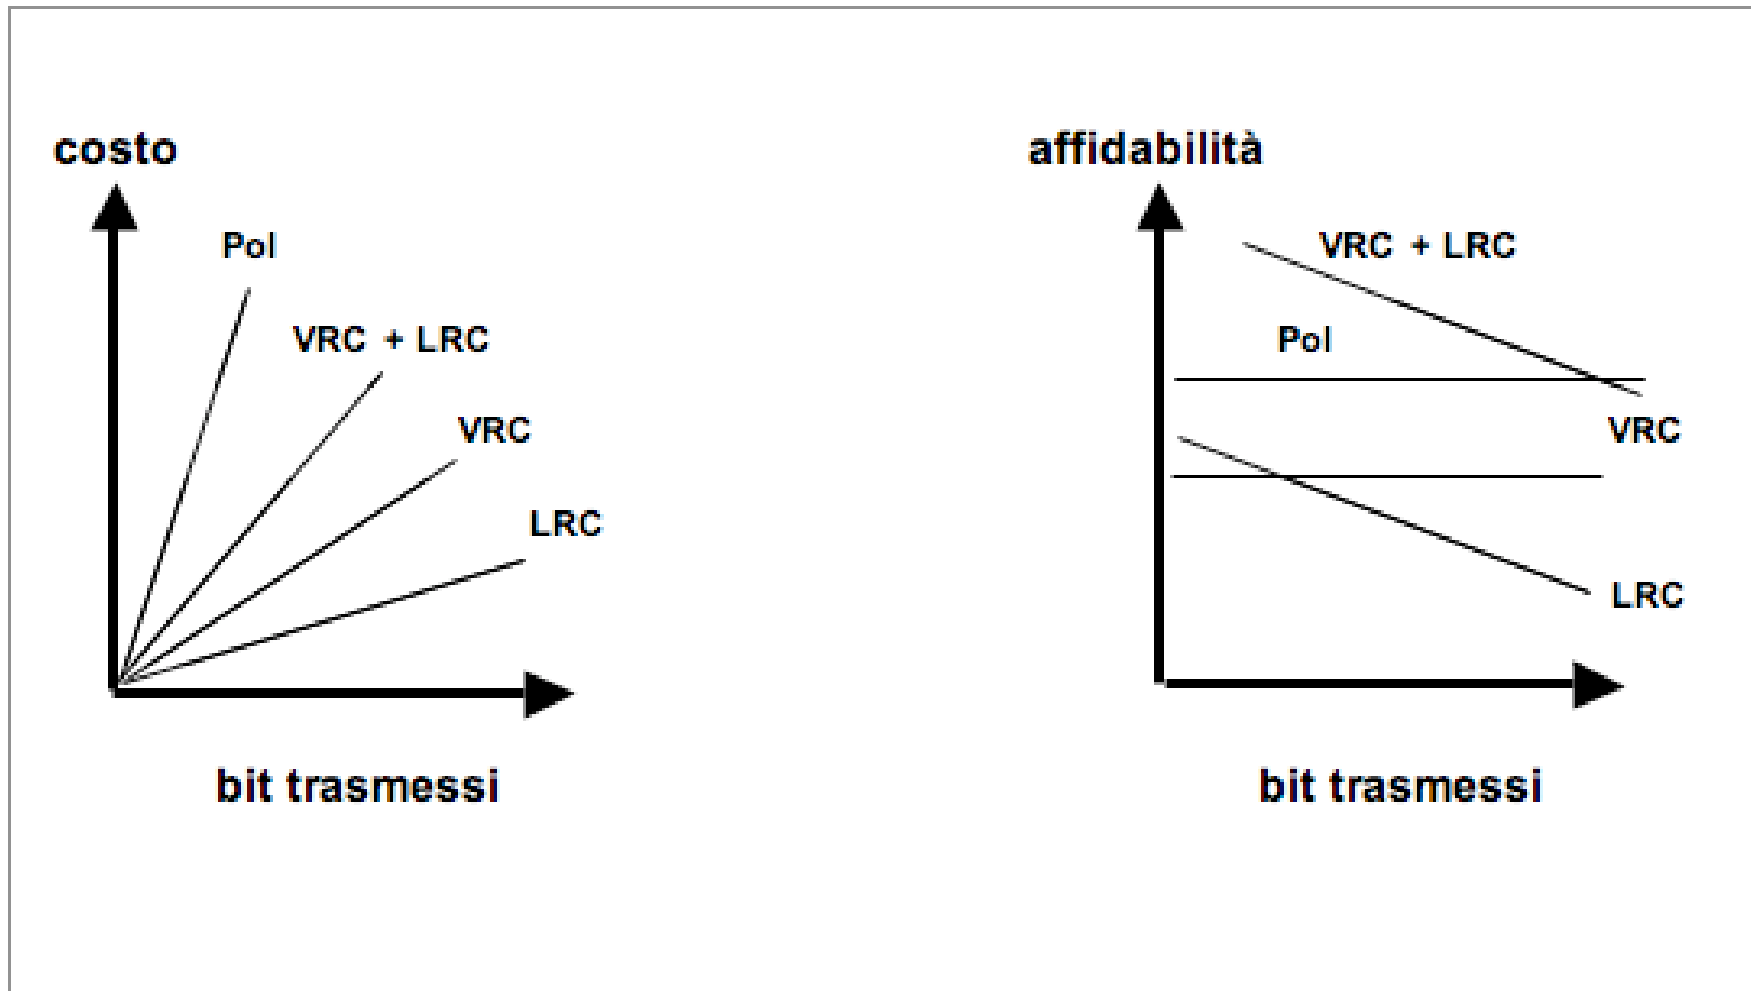 costo
Pol
VRC + LRC
VRC
LRC
bit trasmessi
affidabilità
VRC + LRC
Pol
VRC
LRC
bit trasmessi